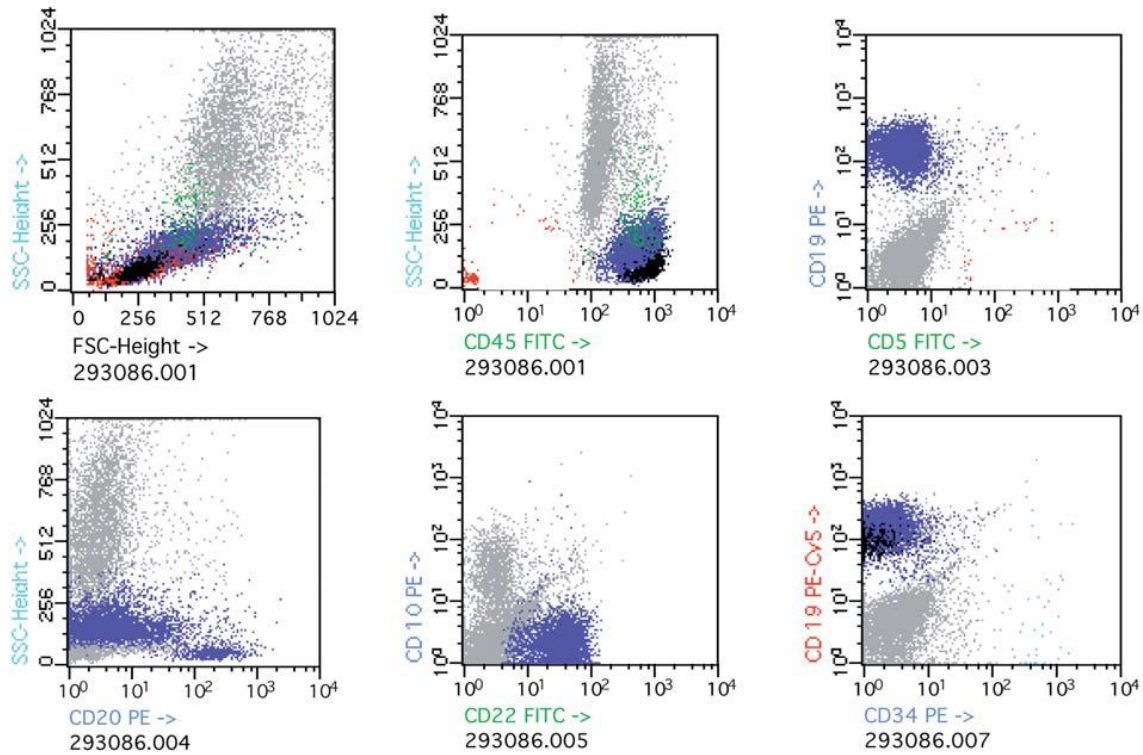 1024
768
512
256
0
SSC-Height ->
0 256 512 768 1024
FSC-Height ->
293086.001
1024
768
512
256
0
SSC-Height ->
10⁰ 10¹ 10² 10³ 10⁴
CD45 FITC ->
293086.001
10⁴
10³
10²
10¹
10⁰
CD19 PE ->
10⁰ 10¹ 10² 10³ 10⁴
CD5 FITC ->
293086.003
1024
768
512
256
0
SSC-Height ->
10⁰ 10¹ 10² 10³ 10⁴
CD20 PE ->
293086.004
10⁴
10³
10²
10¹
10⁰
CD10 PE ->
10⁰ 10¹ 10² 10³ 10⁴
CD22 FITC ->
293086.005
10⁴
10³
10²
10¹
10⁰
CD19 PE-Cy5 ->
10⁰ 10¹ 10² 10³ 10⁴
CD34 PE ->
293086.007